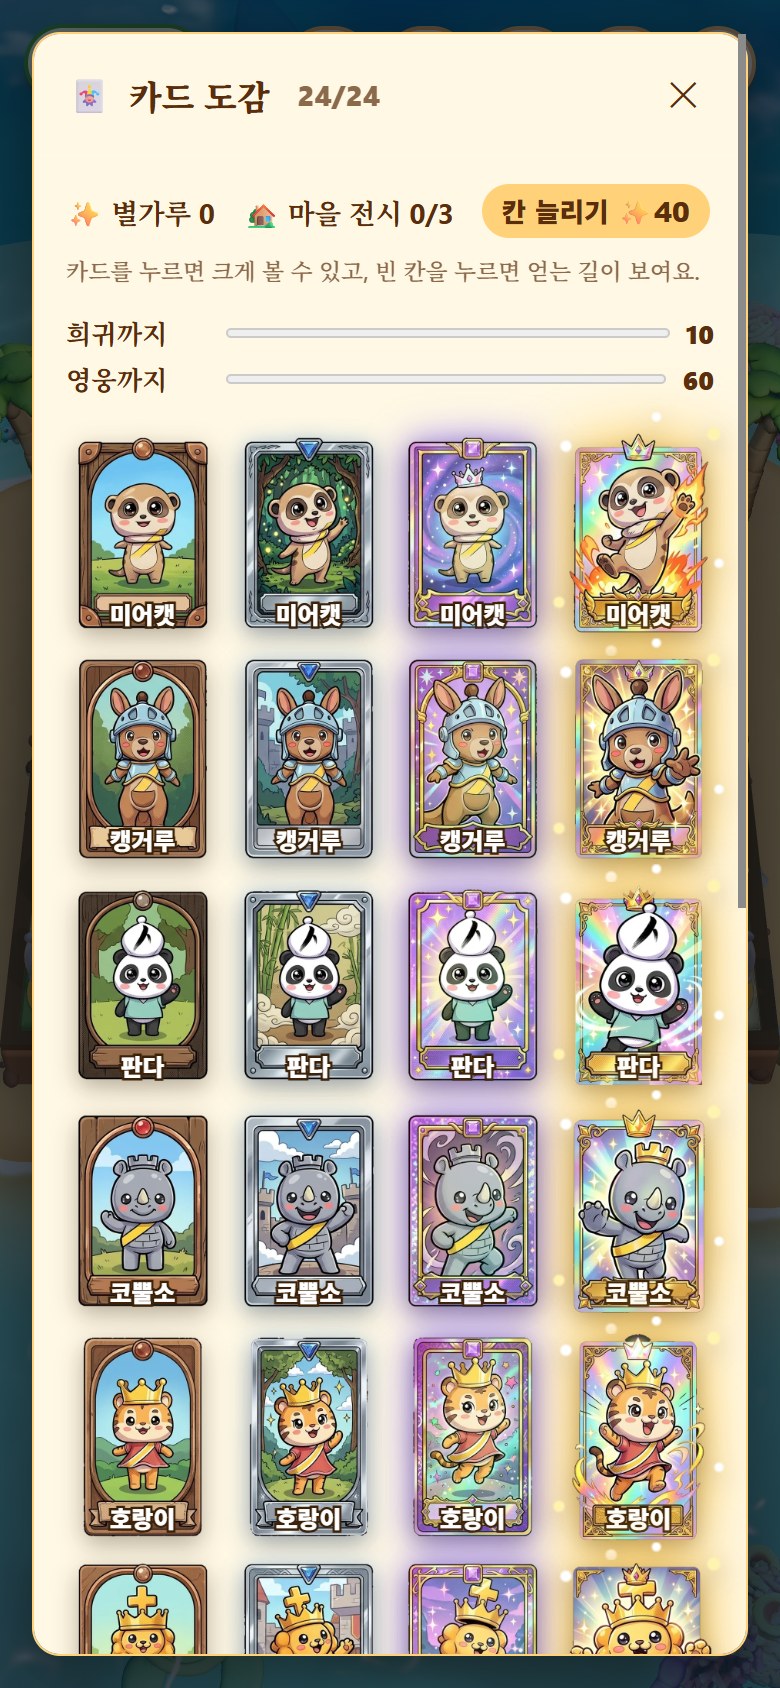 카드 도감 24/24
별가루 0 마을 전시 0/3 칸 늘리기 40
카드를 누르면 크게 볼 수 있고, 빈 칸을 누르면 얻는 길이 보여요.
희귀까지 10
영웅까지 60
미어캣 미어캣 미어캣 미어캣
캥거루 캥거루 캥거루 캥거루
판다 판다 판다 판다
코뿔소 코뿔소 코뿔소 코뿔소
호랑이 호랑이 호랑이 호랑이